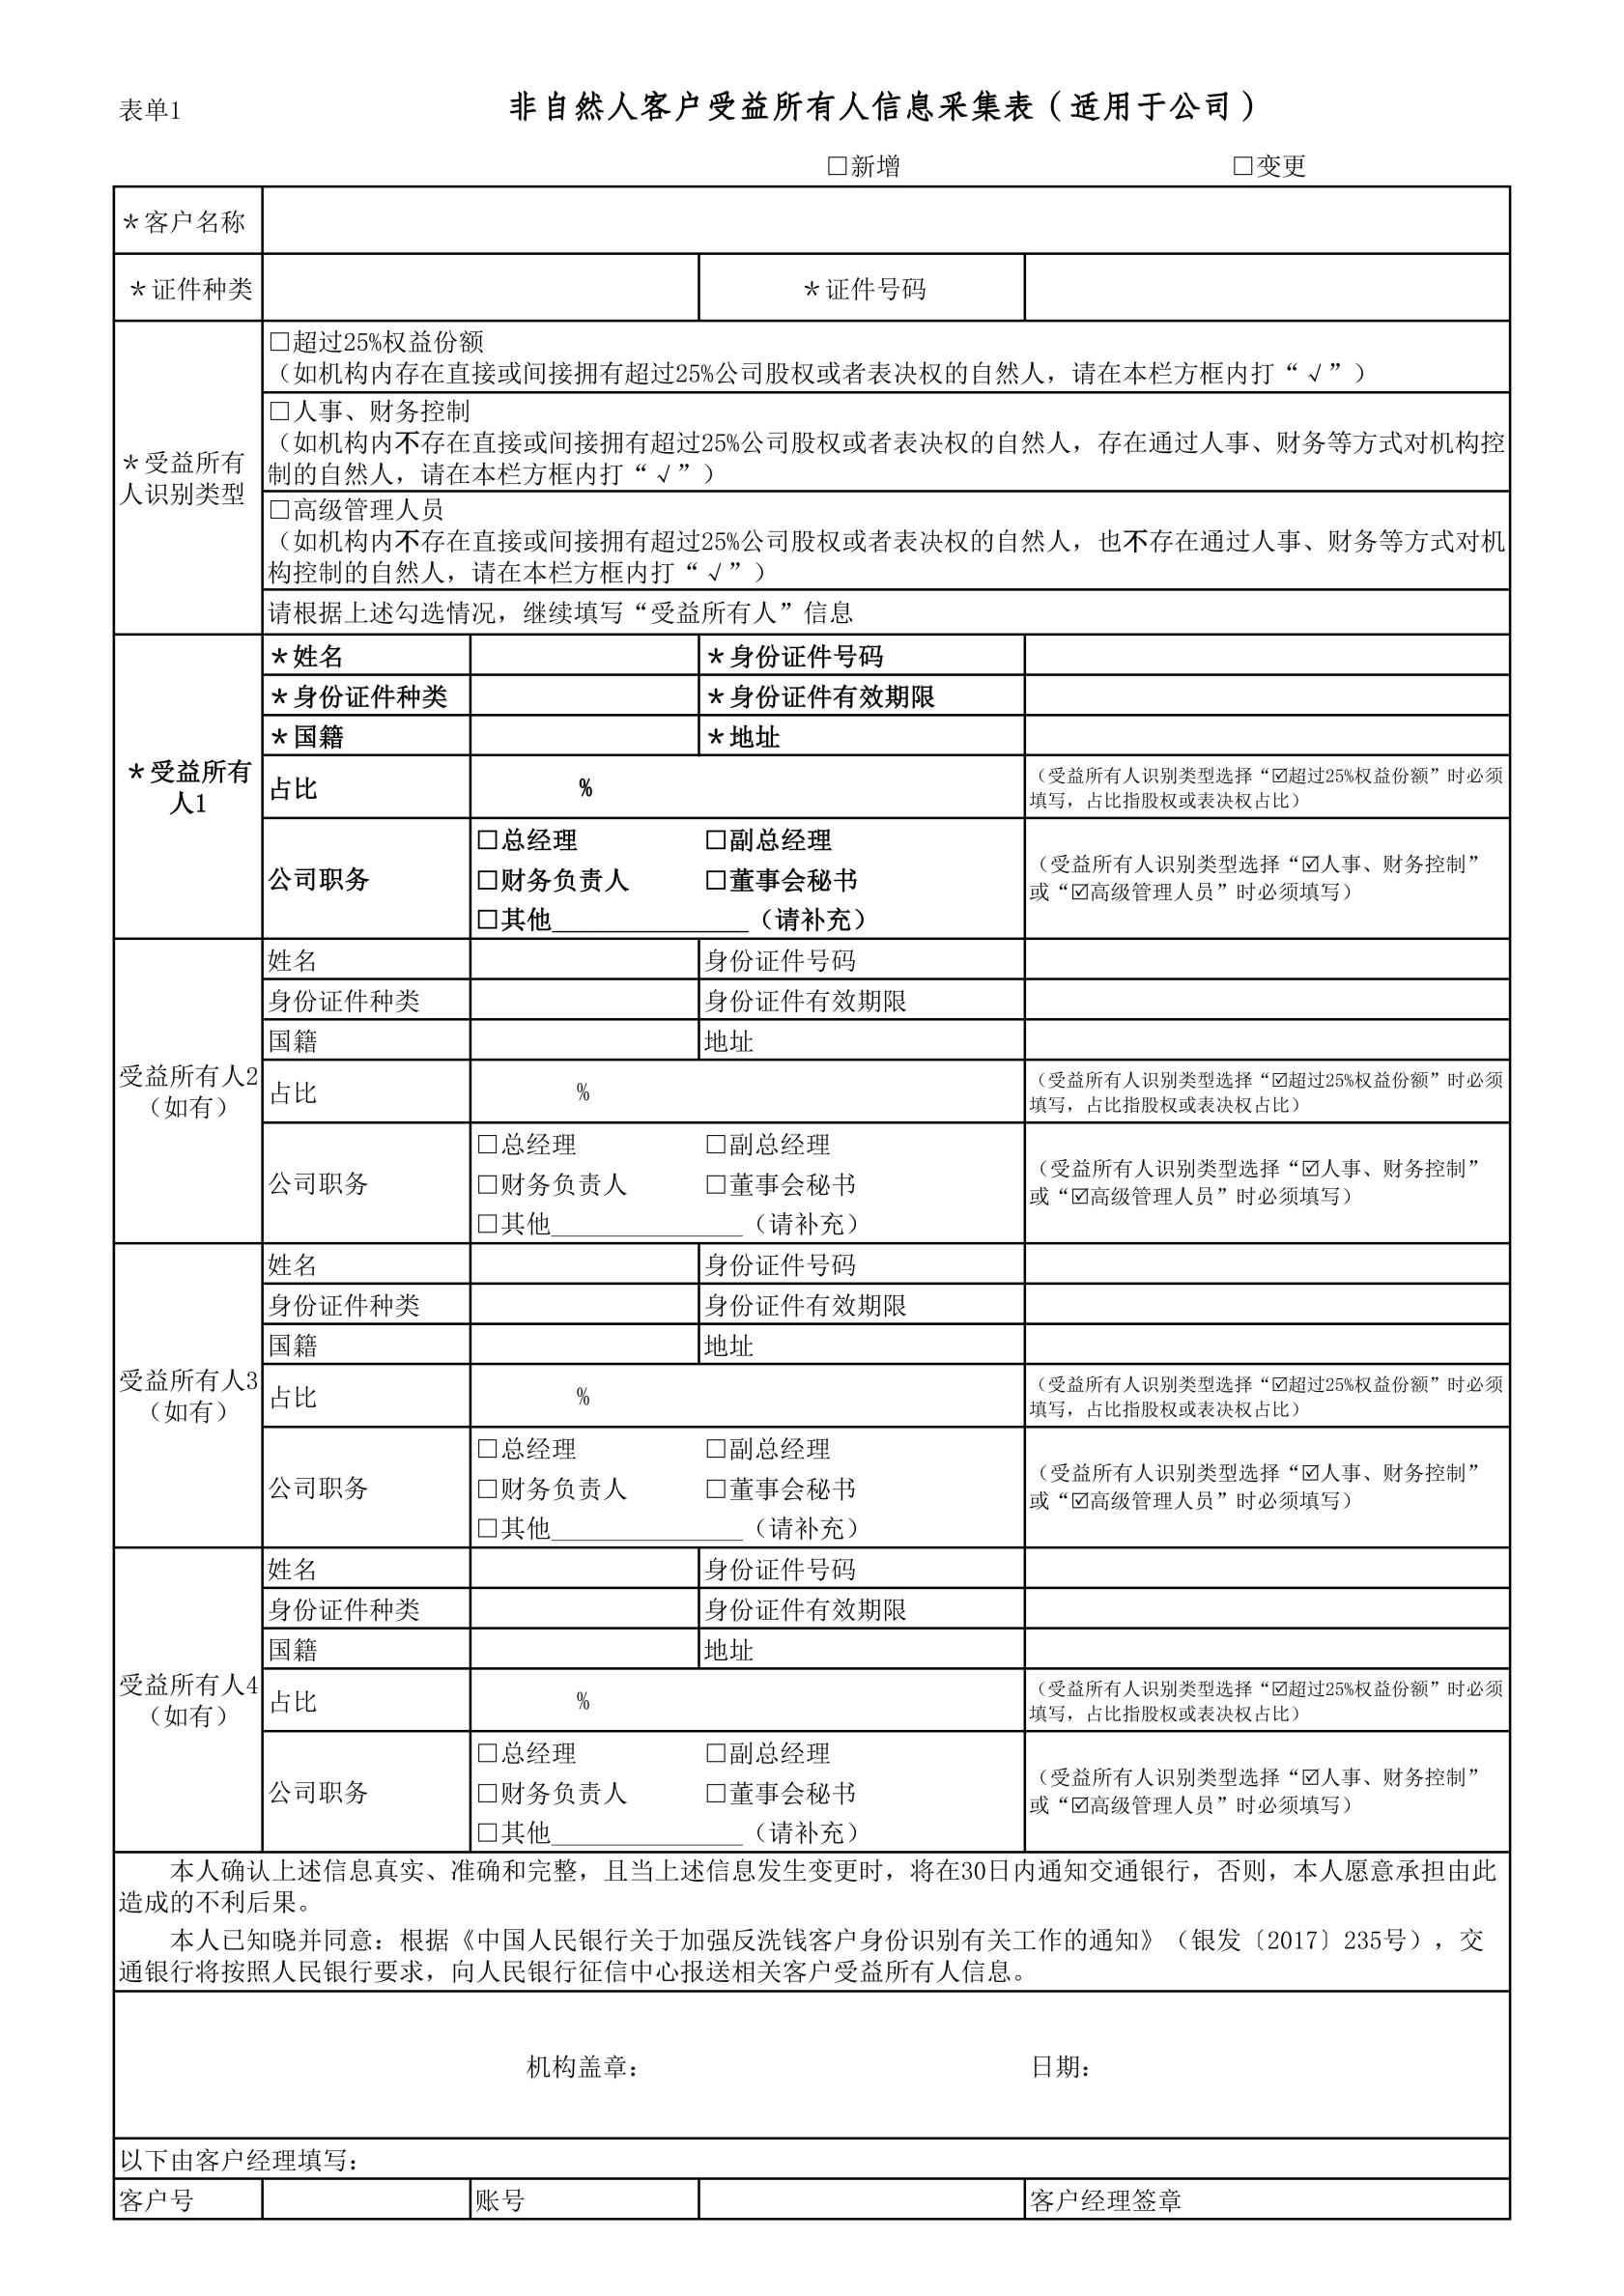 表单1
非自然人客户受益所有人信息采集表（适用于公司）
□新增 □变更
＊客户名称
＊证件种类 ＊证件号码
＊受益所有
人识别类型
□超过25%权益份额
（如机构内存在直接或间接拥有超过25%公司股权或者表决权的自然人，请在本栏方框内打“√”）
□人事、财务控制
（如机构内不存在直接或间接拥有超过25%公司股权或者表决权的自然人，存在通过人事、财务等方式对机构控
制的自然人，请在本栏方框内打“√”）
□高级管理人员
（如机构内不存在直接或间接拥有超过25%公司股权或者表决权的自然人，也不存在通过人事、财务等方式对机
构控制的自然人，请在本栏方框内打“√”）
请根据上述勾选情况，继续填写“受益所有人”信息
＊受益所有
人1
＊姓名 ＊身份证件号码
＊身份证件种类 ＊身份证件有效期限
＊国籍 ＊地址
占比 %
（受益所有人识别类型选择“☑超过25%权益份额”时必须
填写，占比指股权或表决权占比）
公司职务
□总经理 □副总经理
□财务负责人 □董事会秘书
□其他_______________（请补充）
（受益所有人识别类型选择“☑人事、财务控制”
或“☑高级管理人员”时必须填写）
受益所有人2
（如有）
姓名 身份证件号码
身份证件种类 身份证件有效期限
国籍 地址
占比 %
（受益所有人识别类型选择“☑超过25%权益份额”时必须
填写，占比指股权或表决权占比）
公司职务
□总经理 □副总经理
□财务负责人 □董事会秘书
□其他_______________（请补充）
（受益所有人识别类型选择“☑人事、财务控制”
或“☑高级管理人员”时必须填写）
受益所有人3
（如有）
姓名 身份证件号码
身份证件种类 身份证件有效期限
国籍 地址
占比 %
（受益所有人识别类型选择“☑超过25%权益份额”时必须
填写，占比指股权或表决权占比）
公司职务
□总经理 □副总经理
□财务负责人 □董事会秘书
□其他_______________（请补充）
（受益所有人识别类型选择“☑人事、财务控制”
或“☑高级管理人员”时必须填写）
受益所有人4
（如有）
姓名 身份证件号码
身份证件种类 身份证件有效期限
国籍 地址
占比 %
（受益所有人识别类型选择“☑超过25%权益份额”时必须
填写，占比指股权或表决权占比）
公司职务
□总经理 □副总经理
□财务负责人 □董事会秘书
□其他_______________（请补充）
（受益所有人识别类型选择“☑人事、财务控制”
或“☑高级管理人员”时必须填写）
本人确认上述信息真实、准确和完整，且当上述信息发生变更时，将在30日内通知交通银行，否则，本人愿意承担由此
造成的不利后果。
本人已知晓并同意：根据《中国人民银行关于加强反洗钱客户身份识别有关工作的通知》（银发〔2017〕235号），交
通银行将按照人民银行要求，向人民银行征信中心报送相关客户受益所有人信息。
机构盖章： 日期：
以下由客户经理填写：
客户号 账号 客户经理签章